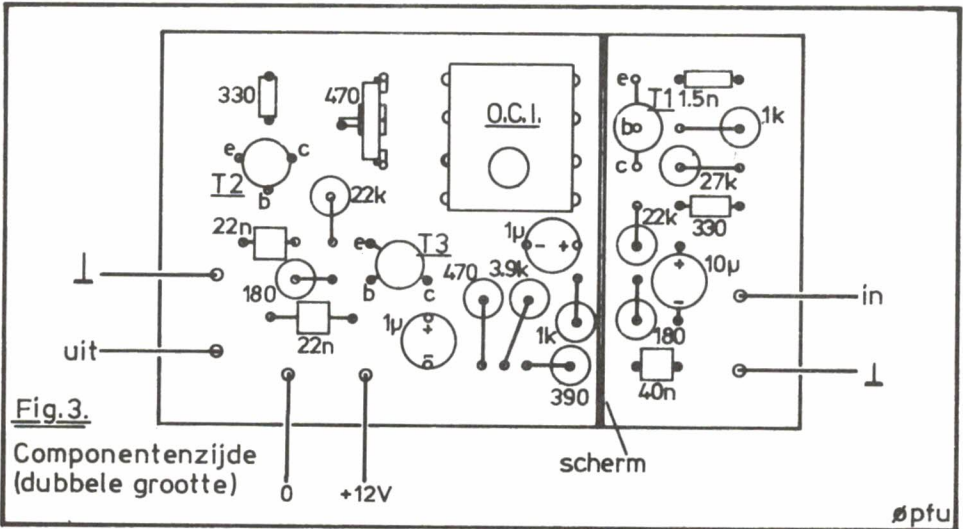 330
470
O.C.I.
e
T1
1.5n
1k
b
c
27k
e
c
T2
b
22k
22k
330
22n
1µ
- +
e
T3
470
3.9k
10µ
+
-
⊥
180
b
c
in
1µ
+
-
1k
180
22n
uit
390
40n
⊥
Fig.3.
Componentenzijde
(dubbele grootte)
0
+12V
scherm
øpfu